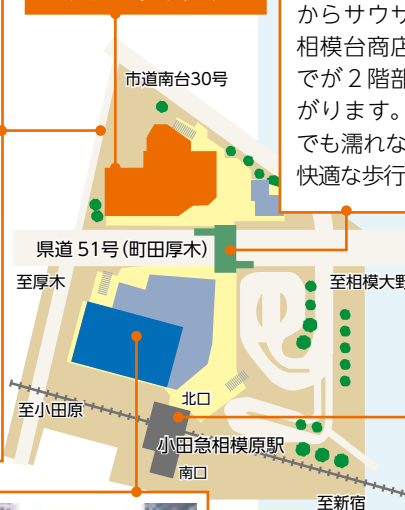 からサウサ
相模台商店
でが2階部
がります。
でも濡れな
快適な歩行
市道南台30号
県道51号(町田厚木)
至厚木
至相模大野
北口
至小田原
小田急相模原駅
南口
至新宿